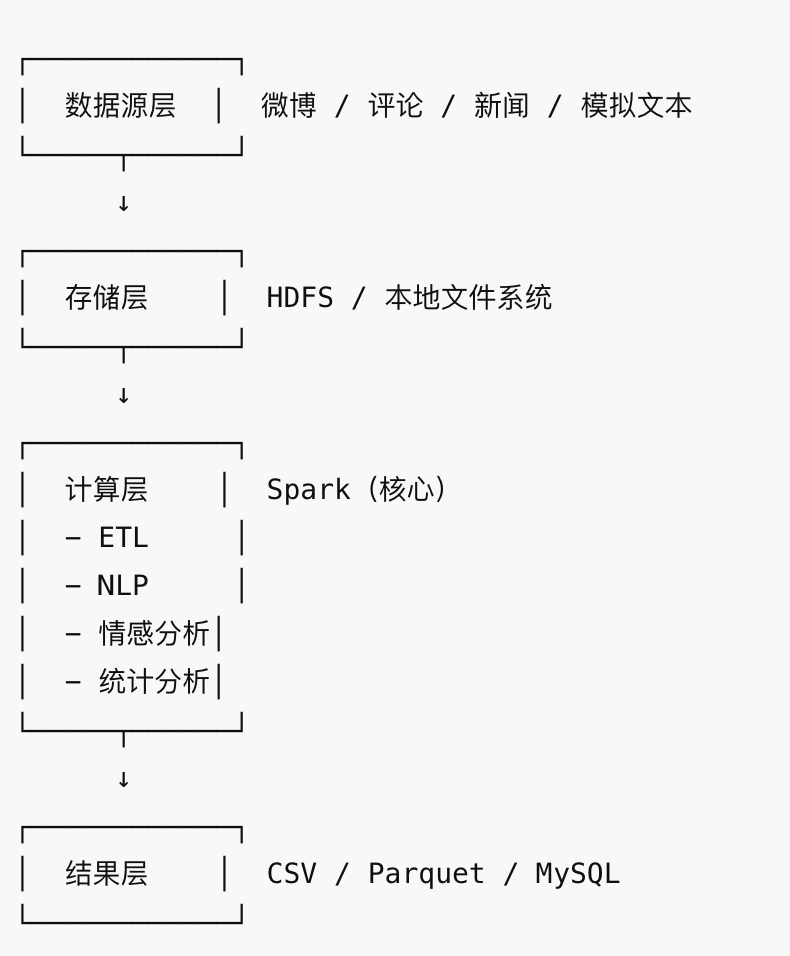 数据源层 微博 / 评论 / 新闻 / 模拟文本
↓
存储层 HDFS / 本地文件系统
↓
计算层 Spark（核心）
- ETL
- NLP
- 情感分析
- 统计分析
↓
结果层 CSV / Parquet / MySQL